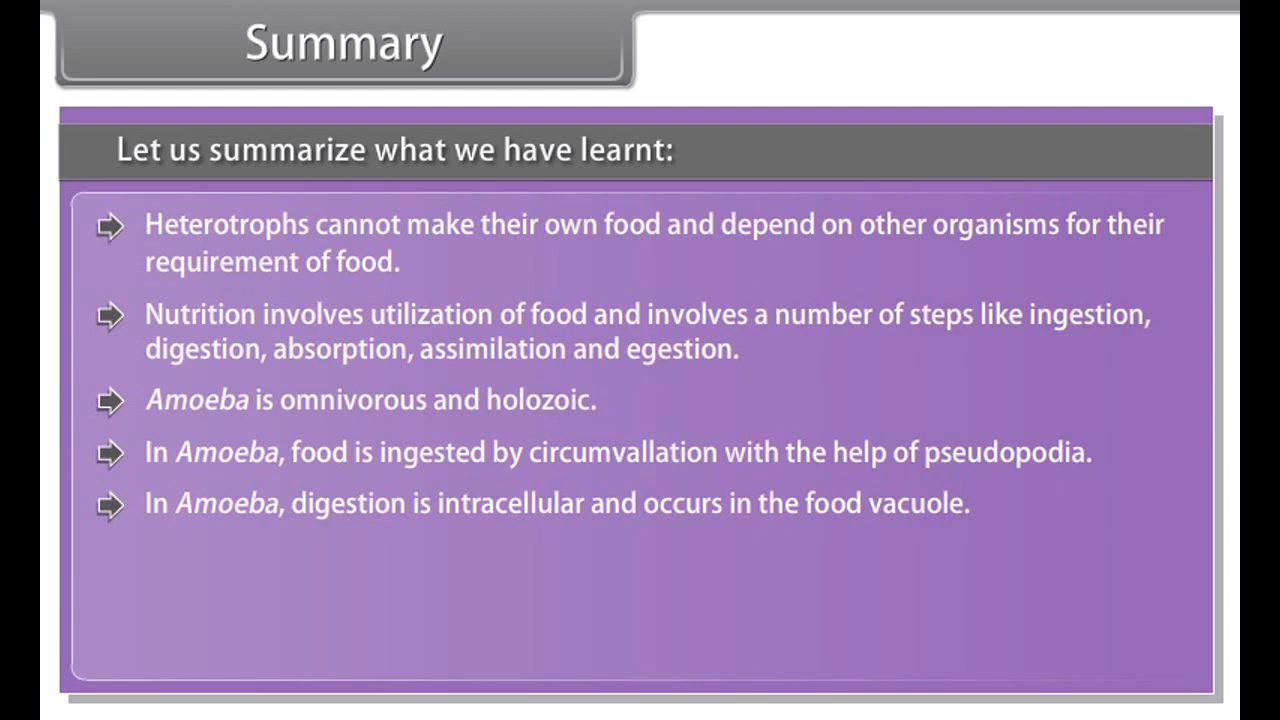 Summary
Let us summarize what we have learnt:
Heterotrophs cannot make their own food and depend on other organisms for their
requirement of food.
Nutrition involves utilization of food and involves a number of steps like ingestion,
digestion, absorption, assimilation and egestion.
Amoeba is omnivorous and holozoic.
In Amoeba, food is ingested by circumvallation with the help of pseudopodia.
In Amoeba, digestion is intracellular and occurs in the food vacuole.